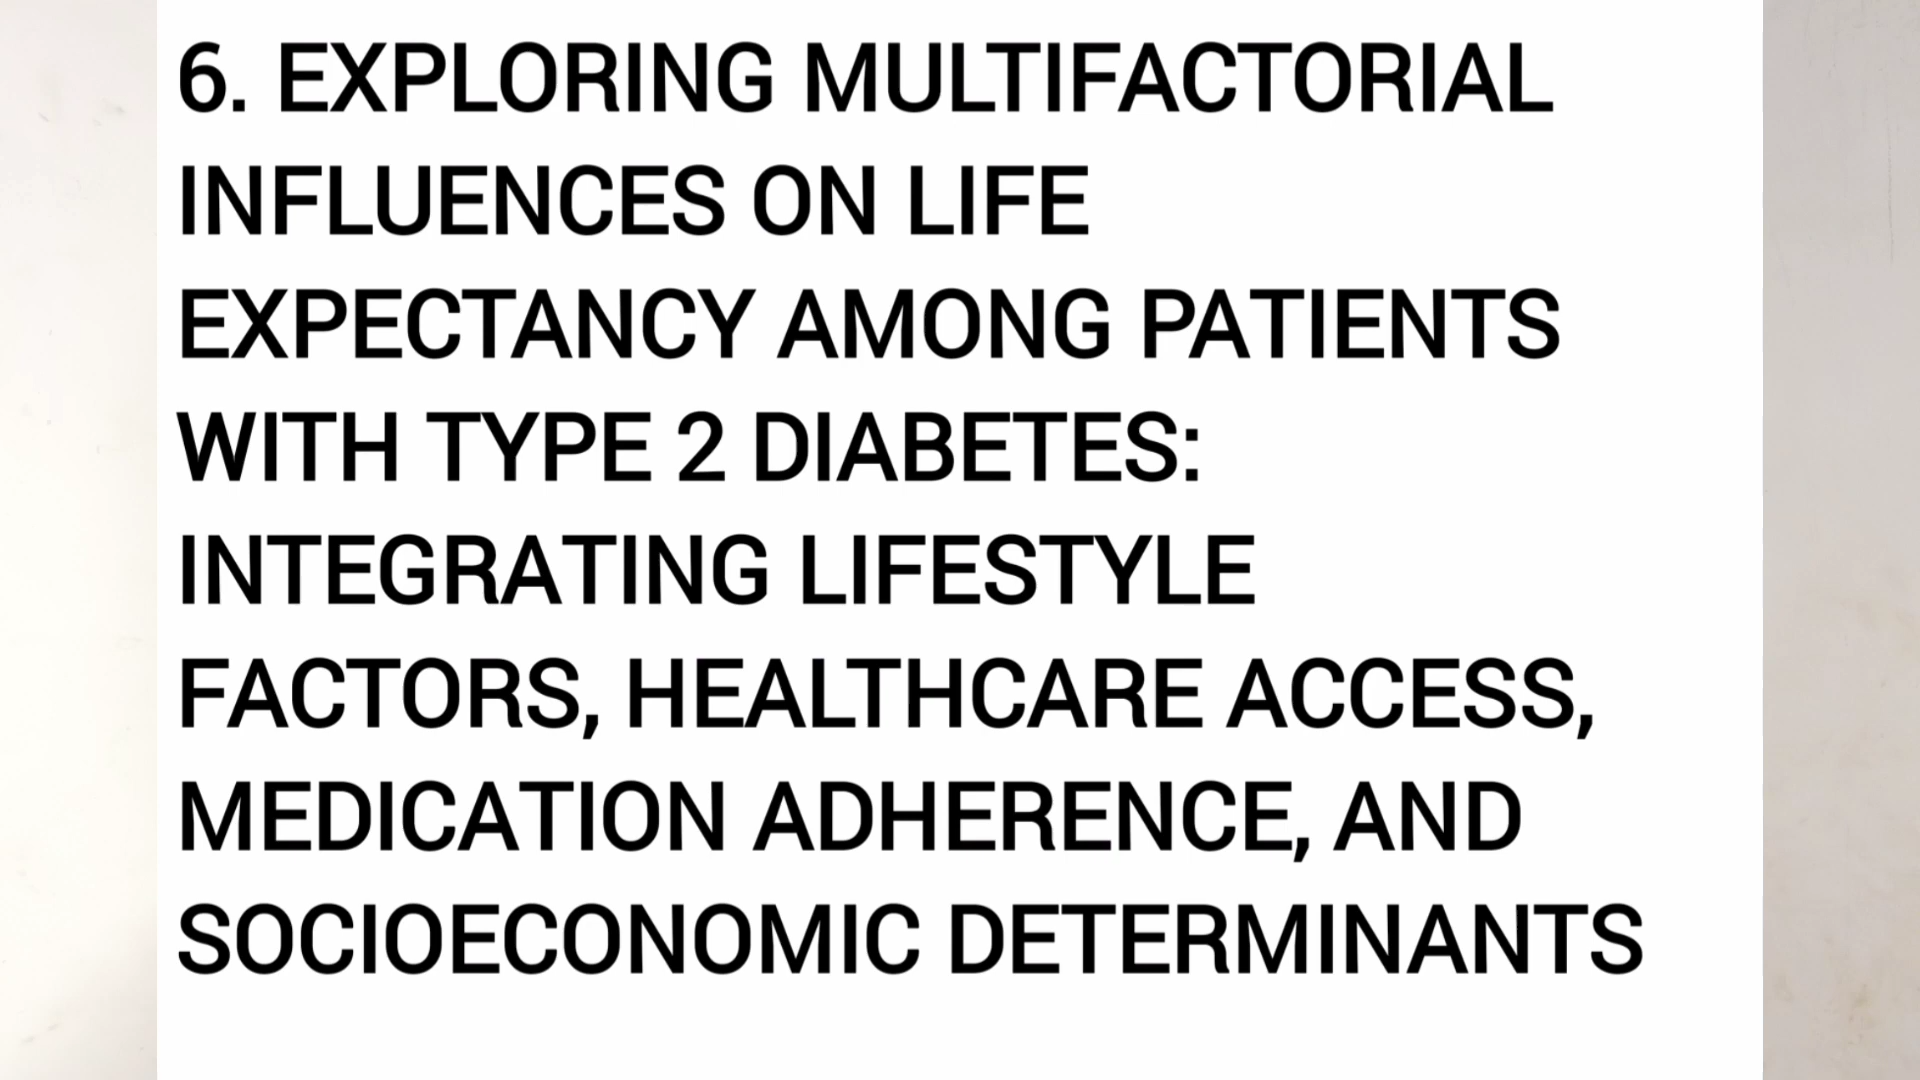 6. EXPLORING MULTIFACTORIAL
INFLUENCES ON LIFE
EXPECTANCY AMONG PATIENTS
WITH TYPE 2 DIABETES:
INTEGRATING LIFESTYLE
FACTORS, HEALTHCARE ACCESS,
MEDICATION ADHERENCE, AND
SOCIOECONOMIC DETERMINANTS